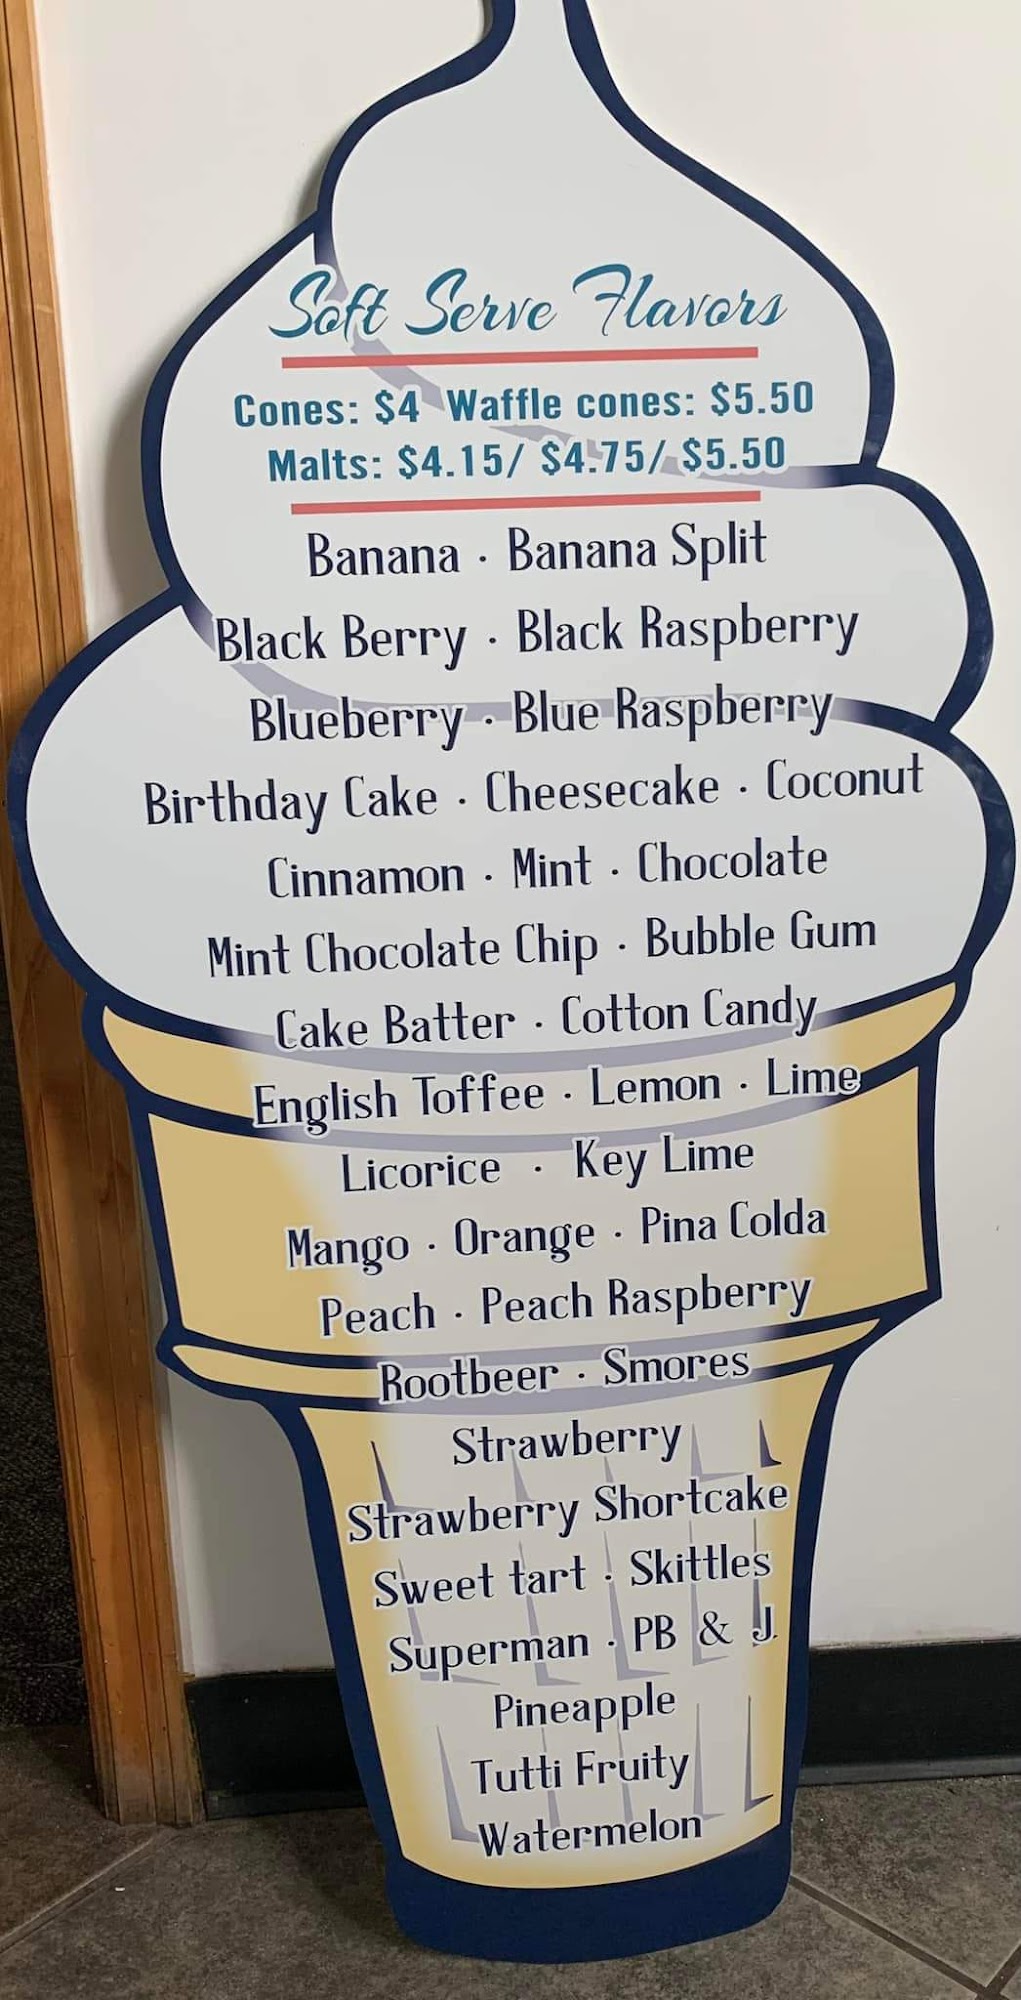 Soft Serve Flavors
Cones: $4 Waffle cones: $5.50
Malts: $4.15/ $4.75/ $5.50
Banana · Banana Split
Black Berry · Black Raspberry
Blueberry · Blue Raspberry
Birthday Cake · Cheesecake · Coconut
Cinnamon · Mint · Chocolate
Mint Chocolate Chip · Bubble Gum
Cake Batter · Cotton Candy
English Toffee · Lemon · Lime
Licorice · Key Lime
Mango · Orange · Pina Colda
Peach · Peach Raspberry
Rootbeer · Smores
Strawberry
Strawberry Shortcake
Sweet tart · Skittles
Superman · PB & J
Pineapple
Tutti Fruity
Watermelon